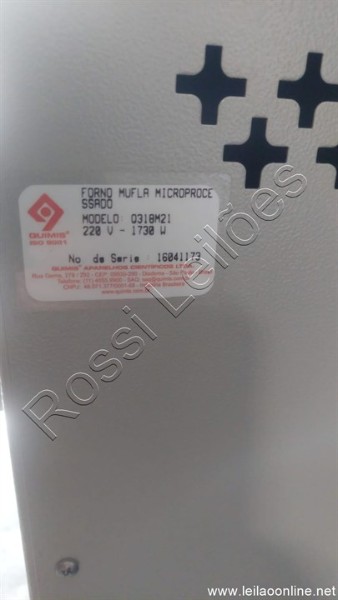 FORNO MUFLA MICROPROCE
SSADO
MODELO: Q318M21
220 V - 1730 W
QUIMIS
ISO 9001
No. de Serie : 16041173
QUIMIS APARELHOS CIENTIFICOS LTDA.
Rossi Leilões
www.leilaoonline.net